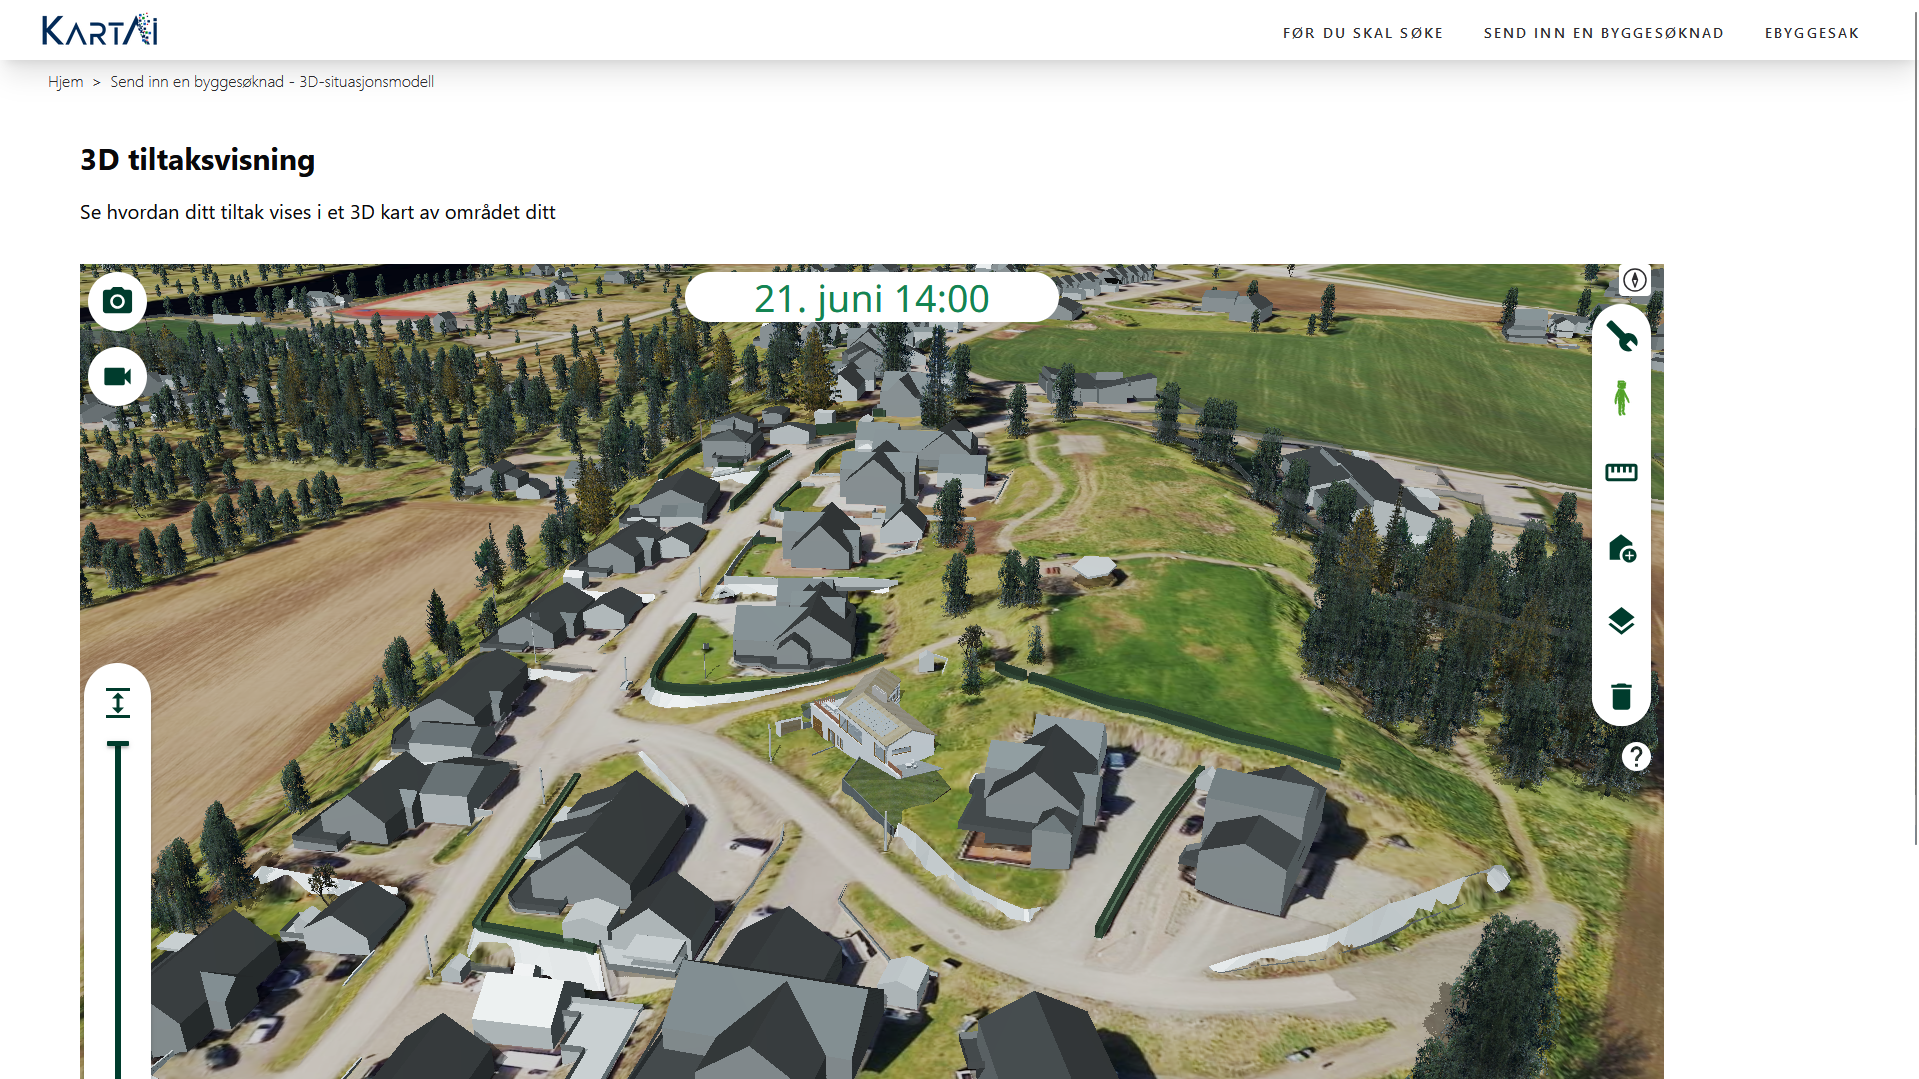 KARTAI
FØR DU SKAL SØKE
SEND INN EN BYGGESØKNAD
EBYGGESAK
Hjem > Send inn en byggesøknad - 3D-situasjonsmodell
3D tiltaksvisning
Se hvordan ditt tiltak vises i et 3D kart av området ditt
21. juni 14:00
?